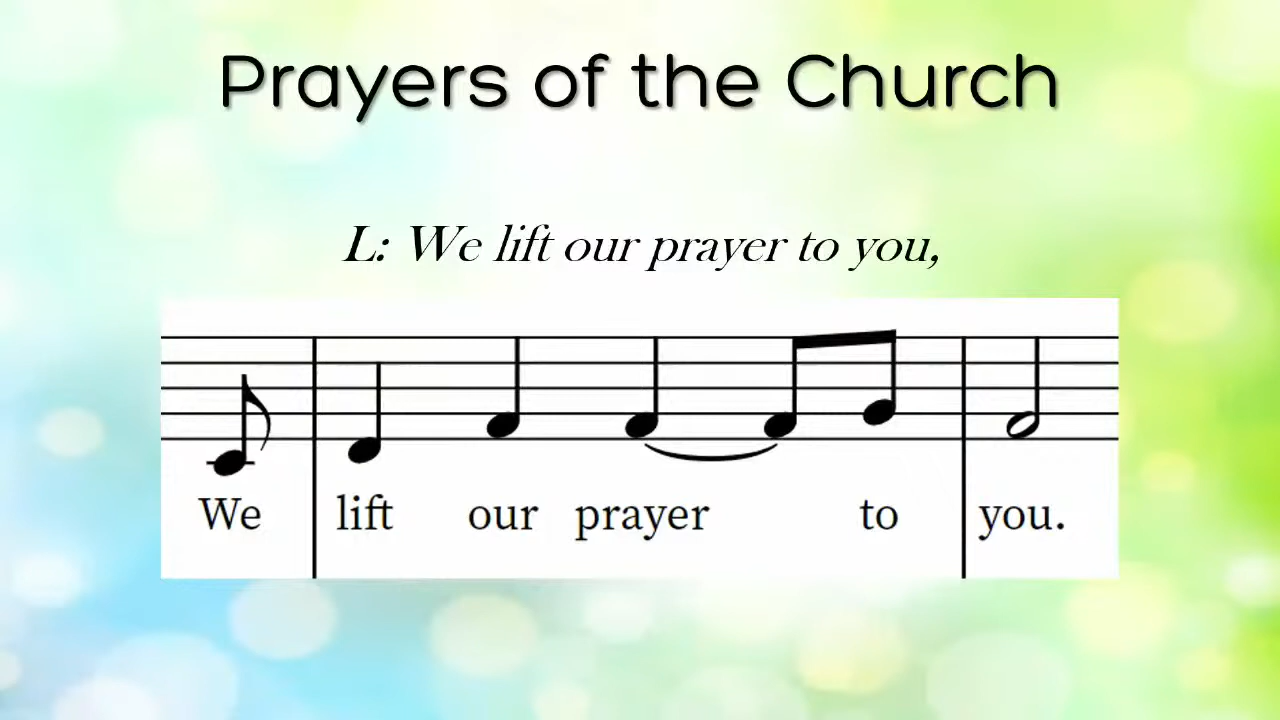 Prayers of the Church
L: We lift our prayer to you,
We lift our prayer to you.